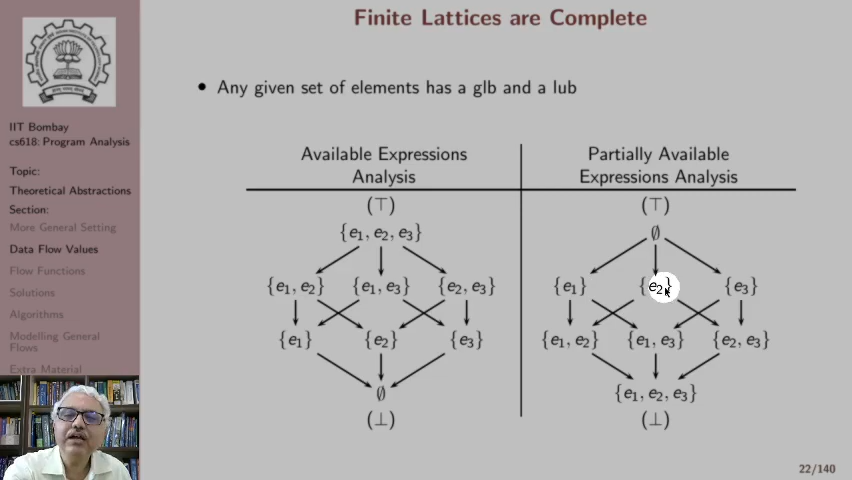 Finite Lattices are Complete
IIT Bombay
cs618: Program Analysis
Topic:
Theoretical Abstractions
Section:
More General Setting
Data Flow Values
Flow Functions
Solutions
Algorithms
Modelling General
Flows
Extra Material
• Any given set of elements has a glb and a lub
Available Expressions
Analysis
(⊤)
{e₁, e₂, e₃}
{e₁, e₂} {e₁, e₃} {e₂, e₃}
{e₁} {e₂} {e₃}
∅
(⊥)
Partially Available
Expressions Analysis
(⊤)
∅
{e₁} {e₂} {e₃}
{e₁, e₂} {e₁, e₃} {e₂, e₃}
{e₁, e₂, e₃}
(⊥)
22/140